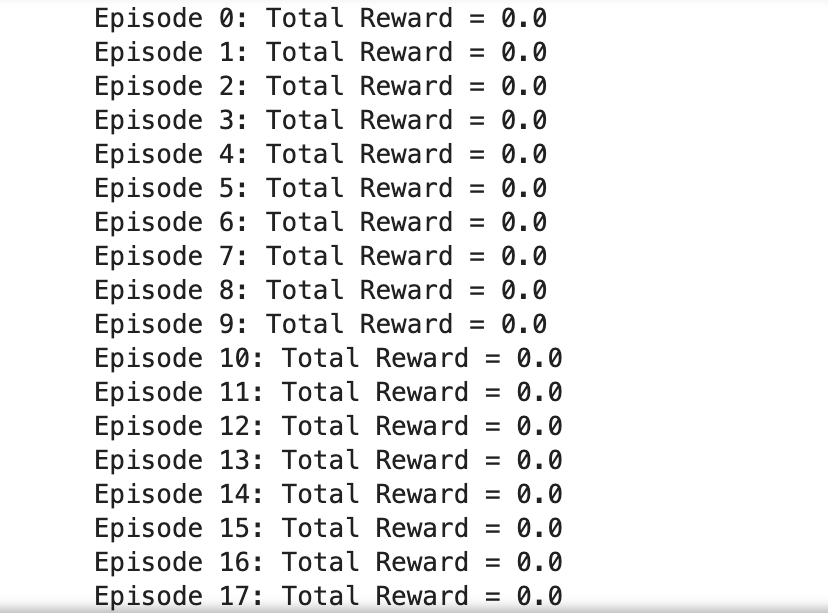 Episode 0: Total Reward = 0.0
Episode 1: Total Reward = 0.0
Episode 2: Total Reward = 0.0
Episode 3: Total Reward = 0.0
Episode 4: Total Reward = 0.0
Episode 5: Total Reward = 0.0
Episode 6: Total Reward = 0.0
Episode 7: Total Reward = 0.0
Episode 8: Total Reward = 0.0
Episode 9: Total Reward = 0.0
Episode 10: Total Reward = 0.0
Episode 11: Total Reward = 0.0
Episode 12: Total Reward = 0.0
Episode 13: Total Reward = 0.0
Episode 14: Total Reward = 0.0
Episode 15: Total Reward = 0.0
Episode 16: Total Reward = 0.0
Episode 17: Total Reward = 0.0